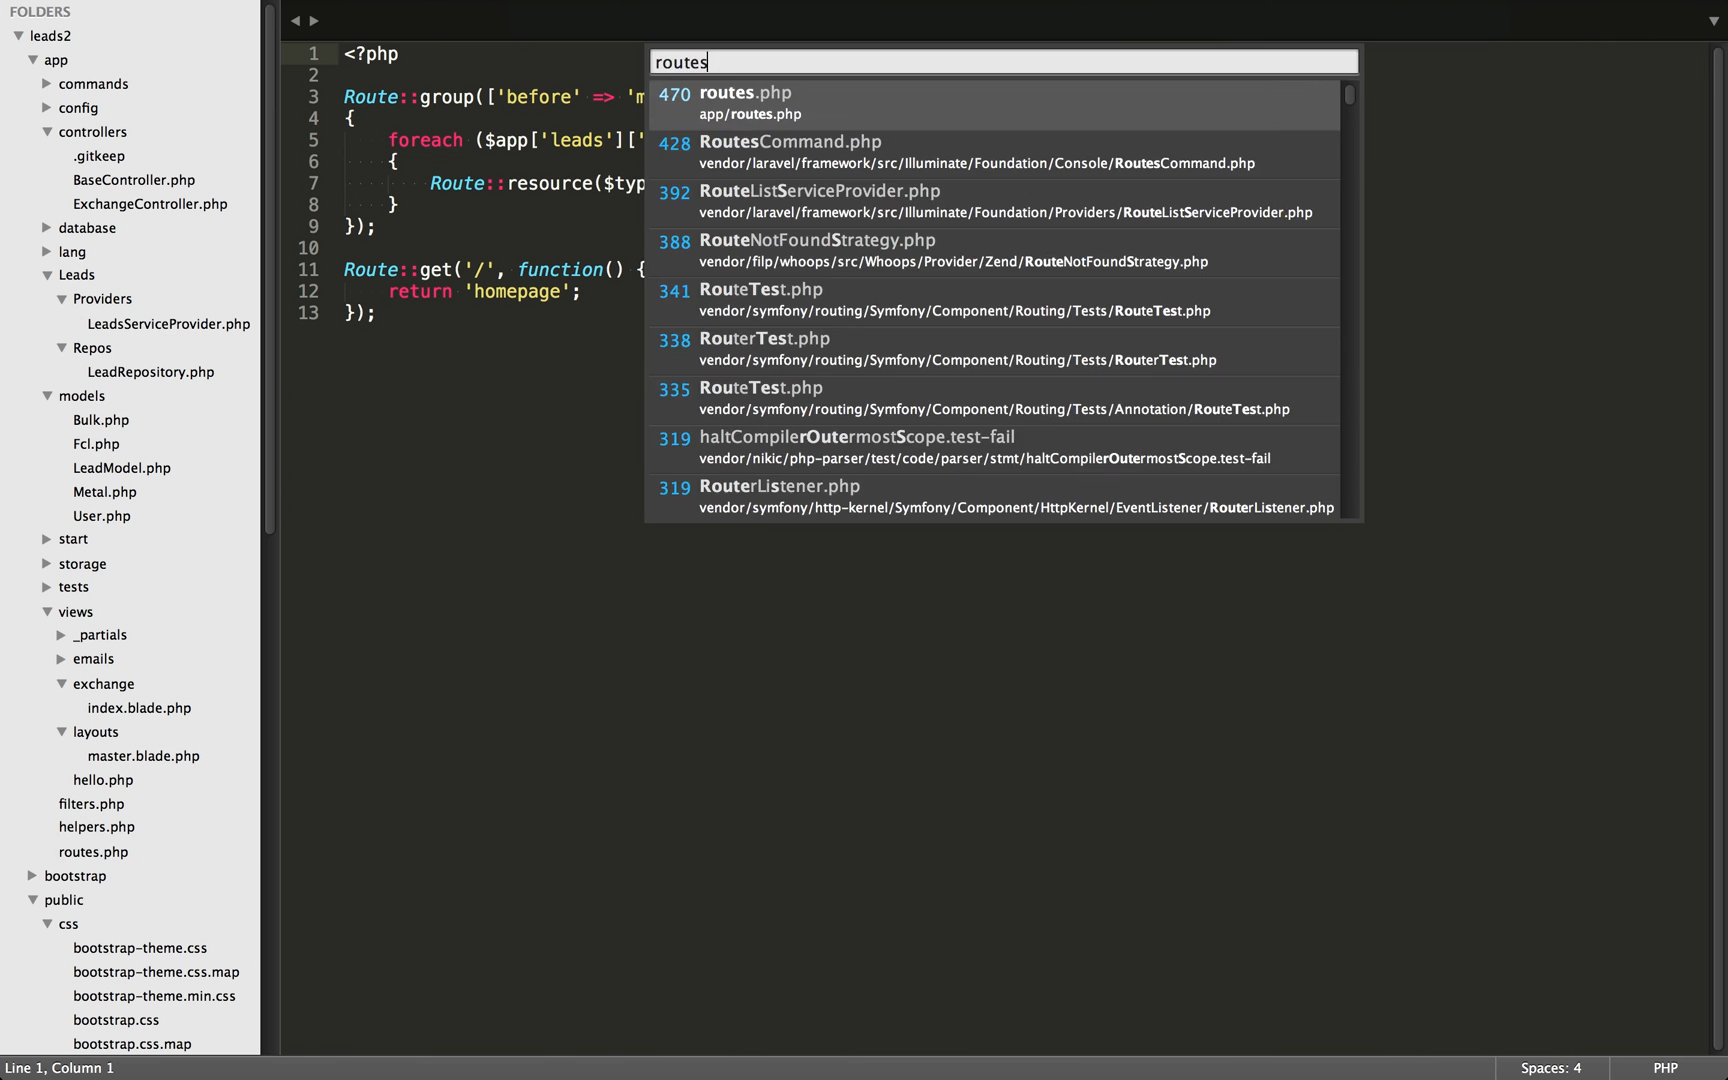 FOLDERS
leads2
app
commands
config
controllers
.gitkeep
BaseController.php
ExchangeController.php
database
lang
Leads
Providers
LeadsServiceProvider.php
Repos
LeadRepository.php
models
Bulk.php
Fcl.php
LeadModel.php
Metal.php
User.php
start
storage
tests
views
_partials
emails
exchange
index.blade.php
layouts
master.blade.php
hello.php
filters.php
helpers.php
routes.php
bootstrap
public
css
bootstrap-theme.css
bootstrap-theme.css.map
bootstrap-theme.min.css
bootstrap.css
bootstrap.css.map
1 <?php
2
3 Route::group(['before' => 'm
4 {
5 foreach ($app['leads']['
6 {
7 Route::resource($typ
8 }
9 });
10
11 Route::get('/', function() {
12 return 'homepage';
13 });
routes
470 routes.php
app/routes.php
428 RoutesCommand.php
vendor/laravel/framework/src/Illuminate/Foundation/Console/RoutesCommand.php
392 RouteListServiceProvider.php
vendor/laravel/framework/src/Illuminate/Foundation/Providers/RouteListServiceProvider.php
388 RouteNotFoundStrategy.php
vendor/filp/whoops/src/Whoops/Provider/Zend/RouteNotFoundStrategy.php
341 RouteTest.php
vendor/symfony/routing/Symfony/Component/Routing/Tests/RouteTest.php
338 RouterTest.php
vendor/symfony/routing/Symfony/Component/Routing/Tests/RouterTest.php
335 RouteTest.php
vendor/symfony/routing/Symfony/Component/Routing/Tests/Annotation/RouteTest.php
319 haltCompilerOutermostScope.test-fail
vendor/nikic/php-parser/test/code/parser/stmt/haltCompilerOutermostScope.test-fail
319 RouterListener.php
vendor/symfony/http-kernel/Symfony/Component/HttpKernel/EventListener/RouterListener.php
Line 1, Column 1
Spaces: 4
PHP